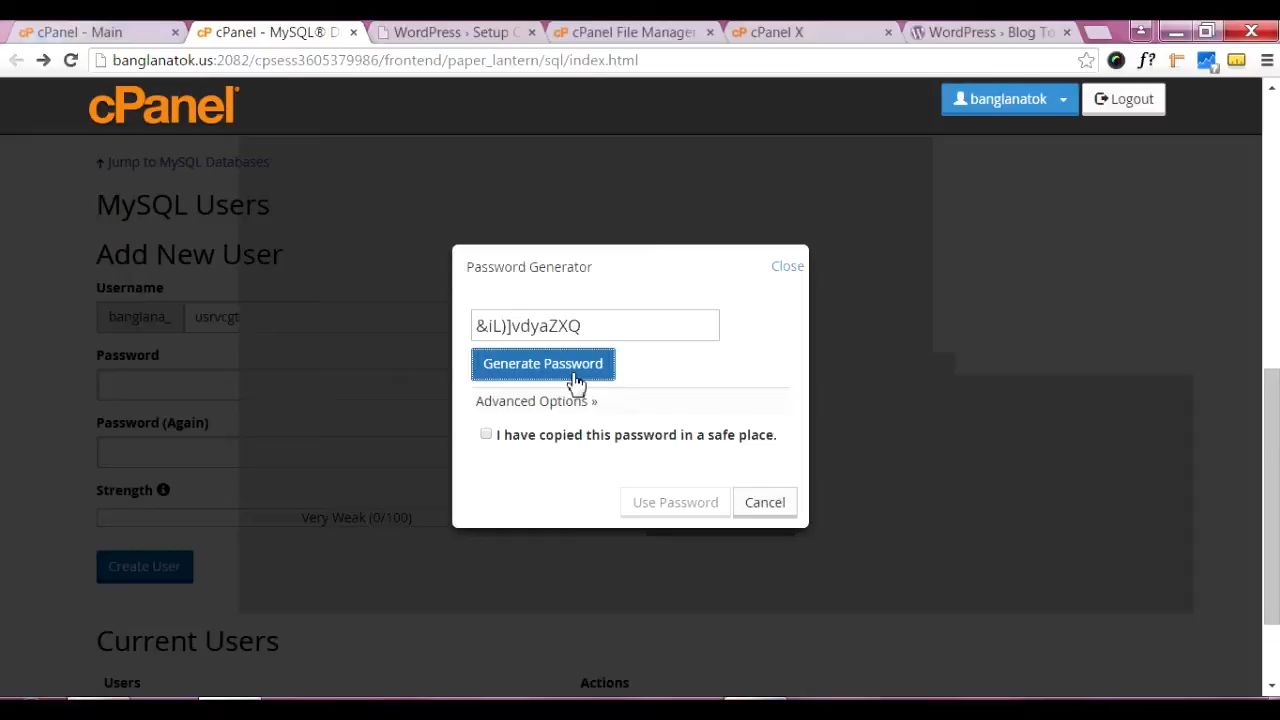 cPanel - Main
cPanel - MySQL® D
WordPress › Setup C
cPanel File Manager
cPanel X
WordPress › Blog To
banglanatok.us:2082/cpsess3605379986/frontend/paper_lantern/sql/index.html
f?
cPanel
banglanatok
Logout
Jump to MySQL Databases
MySQL Users
Add New User
Username
banglana_ usrvcgt
Password
Password (Again)
Strength
Very Weak (0/100)
Create User
Password Generator
Close
&iL)]vdyaZXQ
Generate Password
Advanced Options »
I have copied this password in a safe place.
Use Password
Cancel
Current Users
Users
Actions